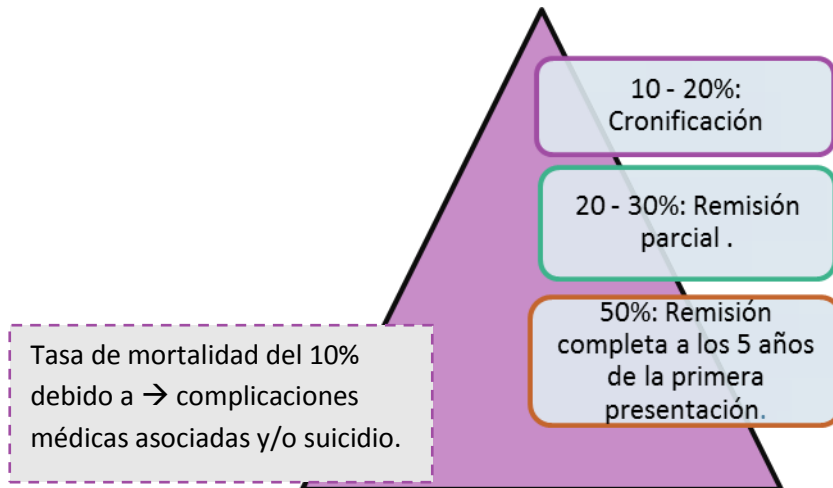 10 - 20%:
Cronificación
20 - 30%: Remisión
parcial .
50%: Remisión
completa a los 5 años
de la primera
presentación.
Tasa de mortalidad del 10%
debido a → complicaciones
médicas asociadas y/o suicidio.